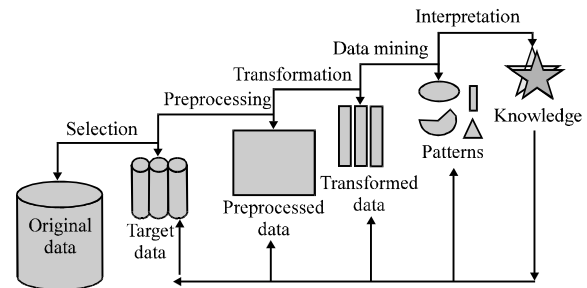 Interpretation
Data mining
Transformation
Preprocessing
Selection
Original
data
Target
data
Preprocessed
data
Transformed
data
Patterns
Knowledge